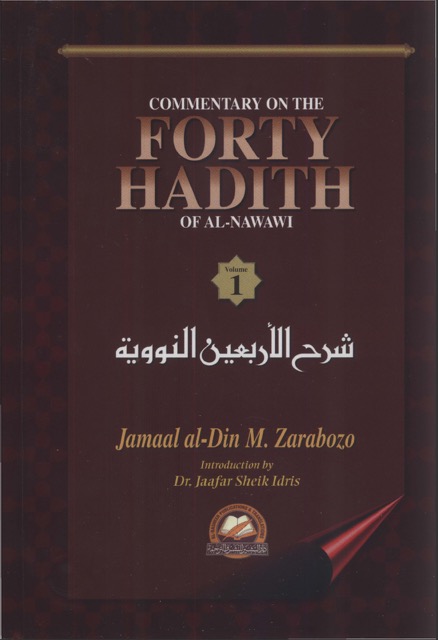 COMMENTARY ON THE
FORTY
HADITH
OF AL-NAWAWI
Volume
1
شرح الأربعين النووية
Jamaal al-Din M. Zarabozo
Introduction by
Dr. Jaafar Sheik Idris